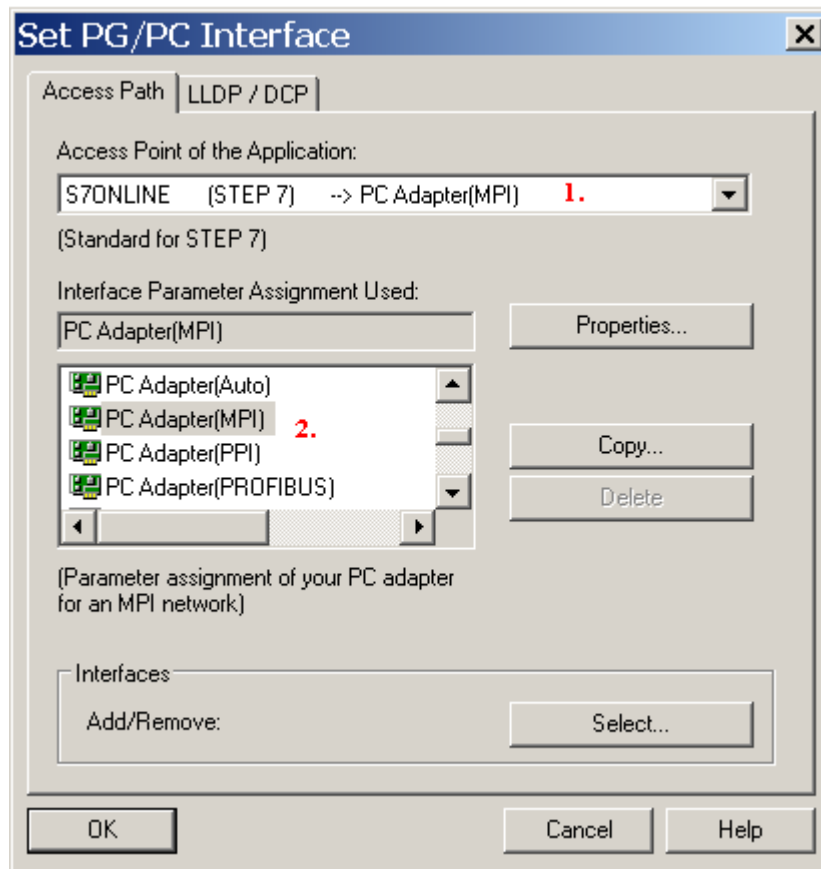 Set PG/PC Interface
Access Path
LLDP / DCP
Access Point of the Application:
S7ONLINE (STEP 7) --> PC Adapter(MPI) 1.
(Standard for STEP 7)
Interface Parameter Assignment Used:
PC Adapter(MPI)
Properties...
PC Adapter(Auto)
PC Adapter(MPI) 2.
PC Adapter(PPI)
PC Adapter(PROFIBUS)
Copy...
Delete
(Parameter assignment of your PC adapter
for an MPI network)
Interfaces
Add/Remove:
Select...
OK
Cancel
Help